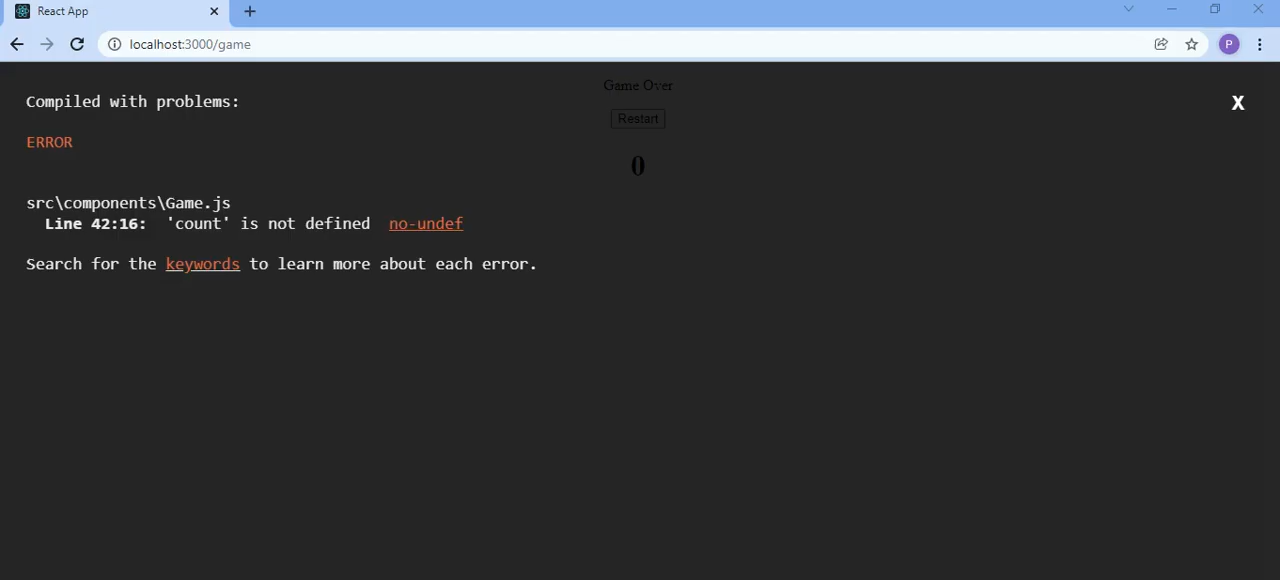 React App
localhost:3000/game
P
Game Over
Compiled with problems:
X
Restart
ERROR
0
src\components\Game.js
Line 42:16: 'count' is not defined no-undef
Search for the keywords to learn more about each error.